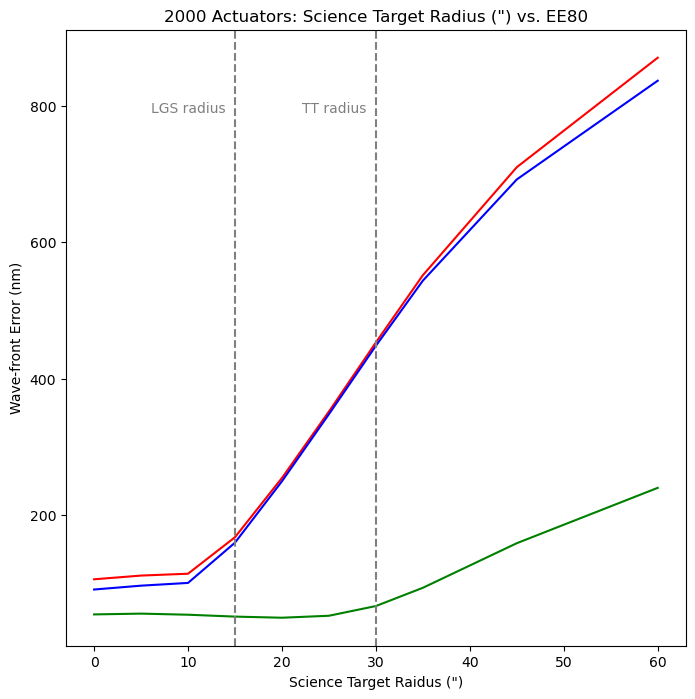 2000 Actuators: Science Target Radius (") vs. EE80
LGS radius
TT radius
800
600
400
200
Wave-front Error (nm)
0 10 20 30 40 50 60
Science Target Raidus (")